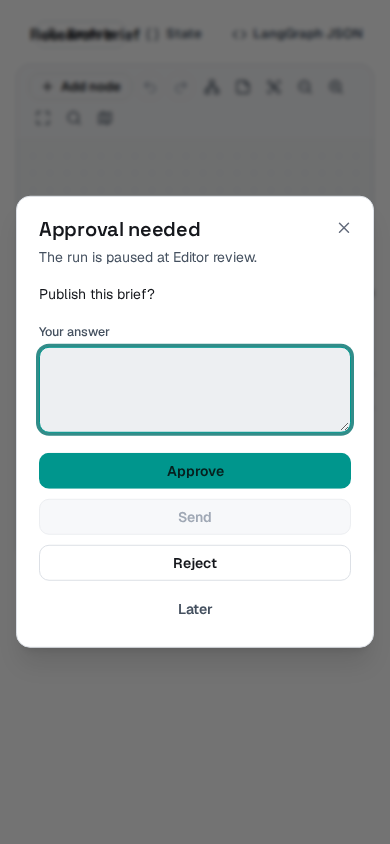 State
LangGraph JSON
Add node
Approval needed
The run is paused at Editor review.
Publish this brief?
Your answer
Approve
Send
Reject
Later